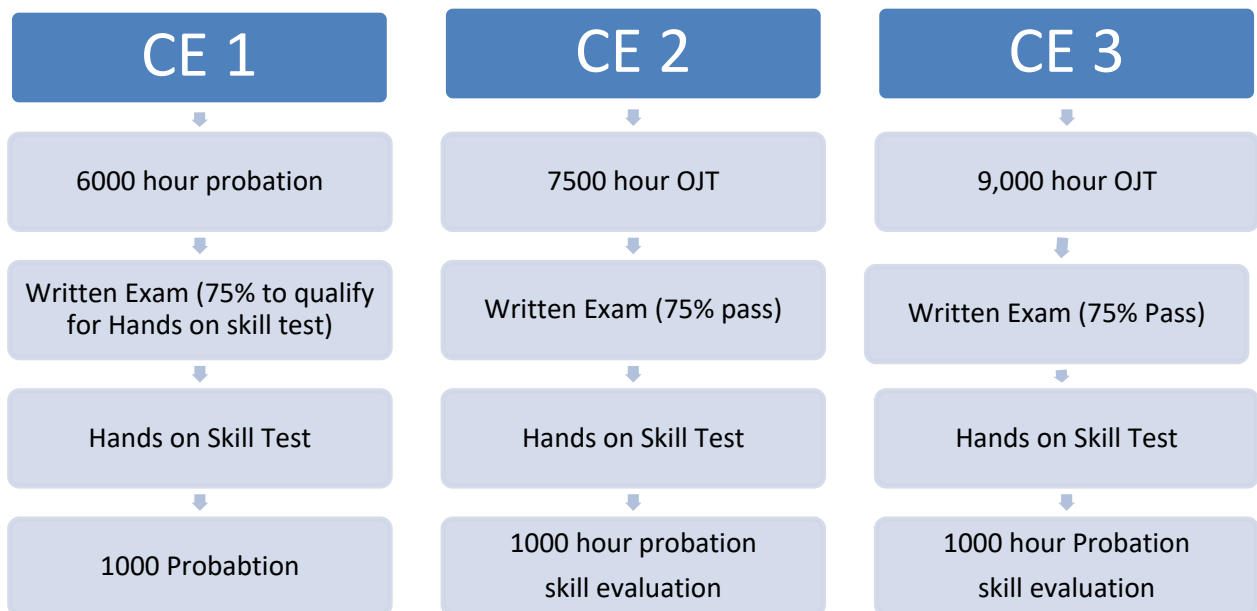 CE 1
6000 hour probation
Written Exam (75% to qualify
for Hands on skill test)
Hands on Skill Test
1000 Probabtion
CE 2
7500 hour OJT
Written Exam (75% pass)
Hands on Skill Test
1000 hour probation
skill evaluation
CE 3
9,000 hour OJT
Written Exam (75% Pass)
Hands on Skill Test
1000 hour Probation
skill evaluation